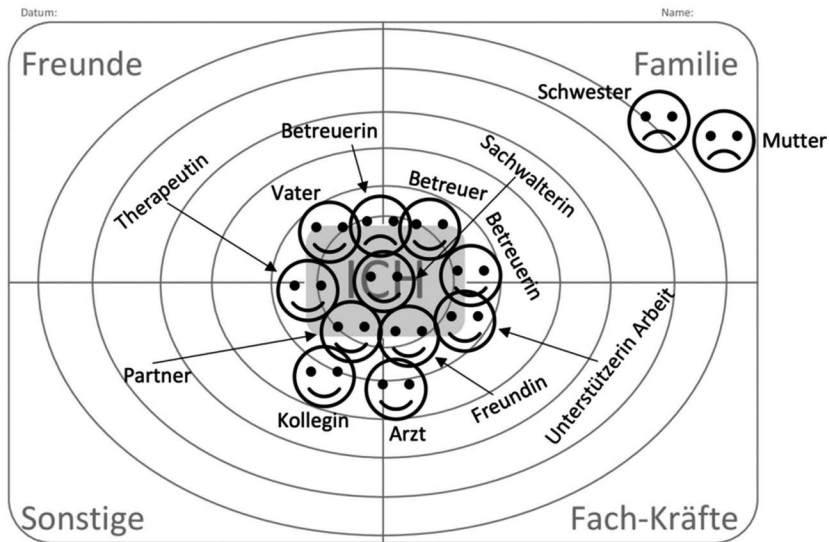 Datum:
Name:
Freunde
Familie
Schwester
Mutter
Betreuerin
Sachwalterin
Therapeutin
Vater
Betreuer
Betreuerin
ICH
Partner
Kollegin
Arzt
Freundin
Unterstützerin Arbeit
Sonstige
Fach-Kräfte